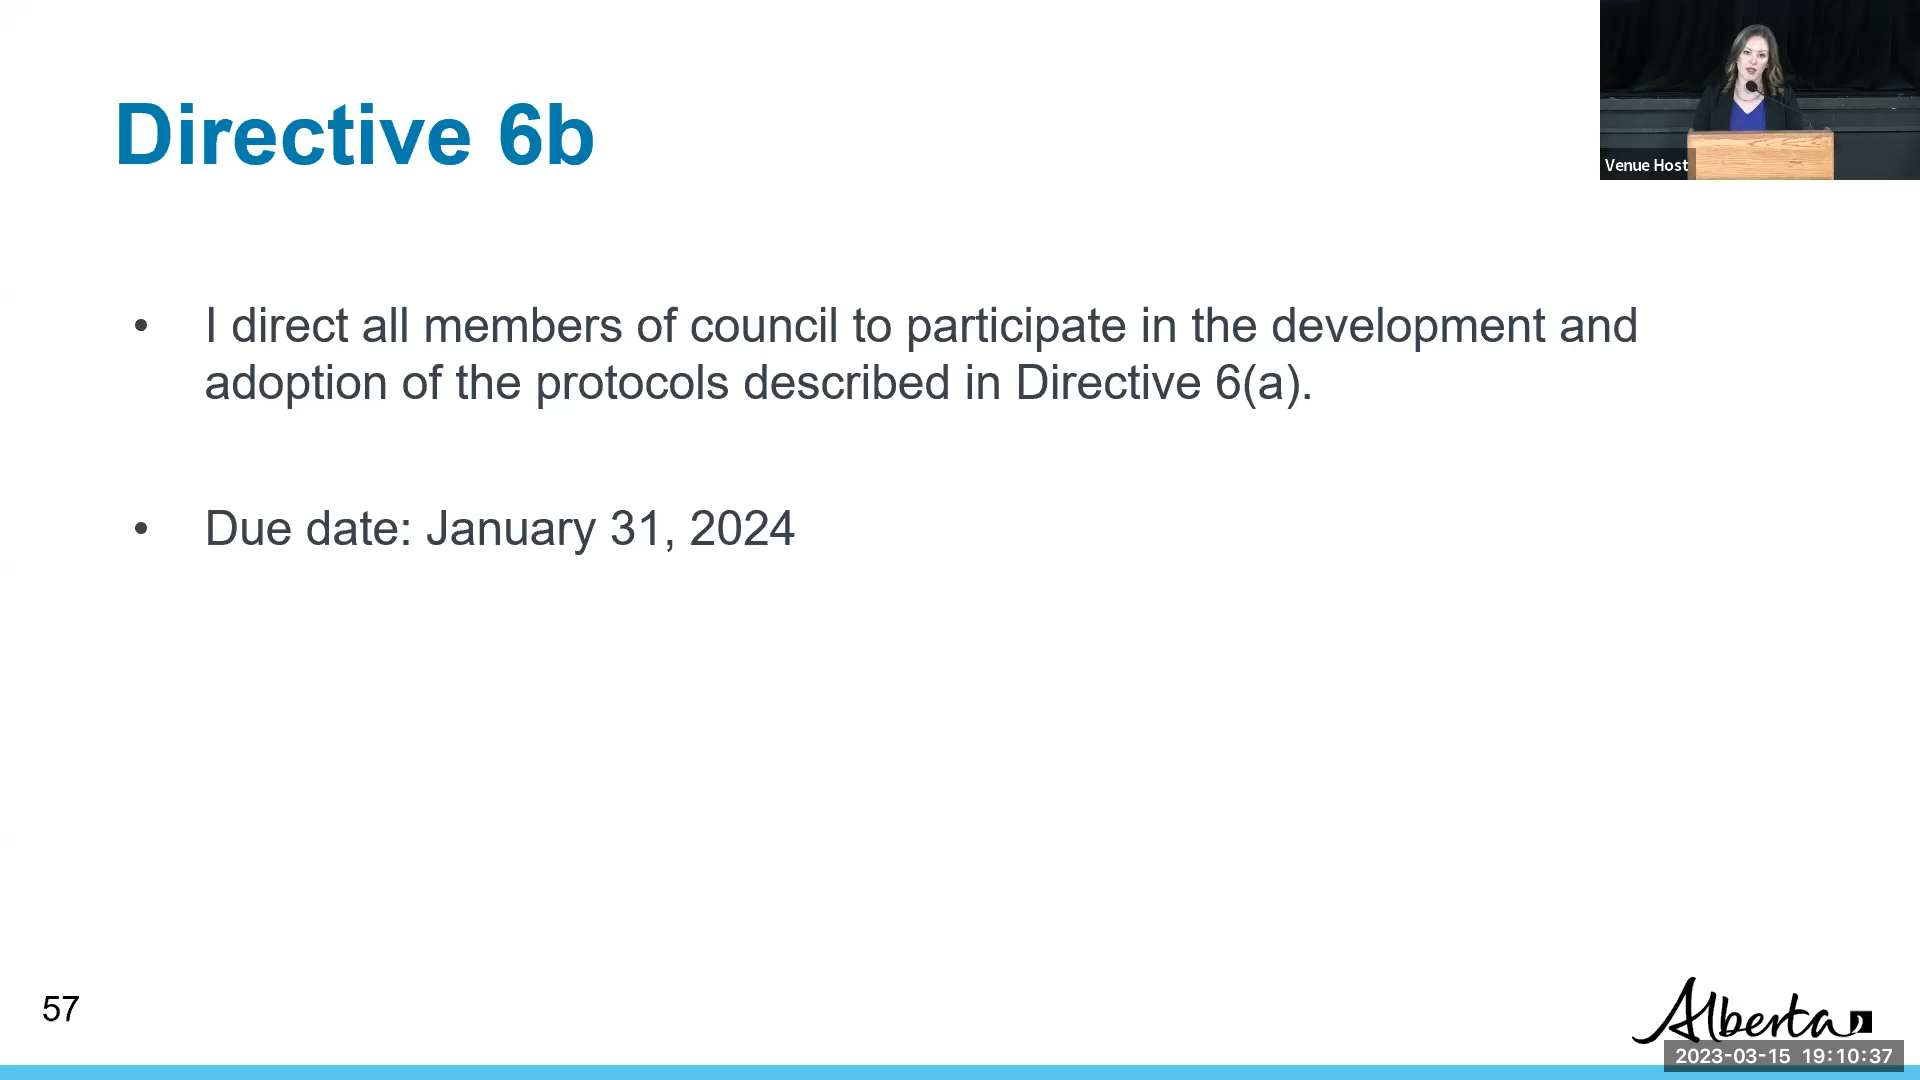 Directive 6b
Venue Host
• I direct all members of council to participate in the development and
adoption of the protocols described in Directive 6(a).
• Due date: January 31, 2024
57
Alberta
2023-03-15 19:10:37